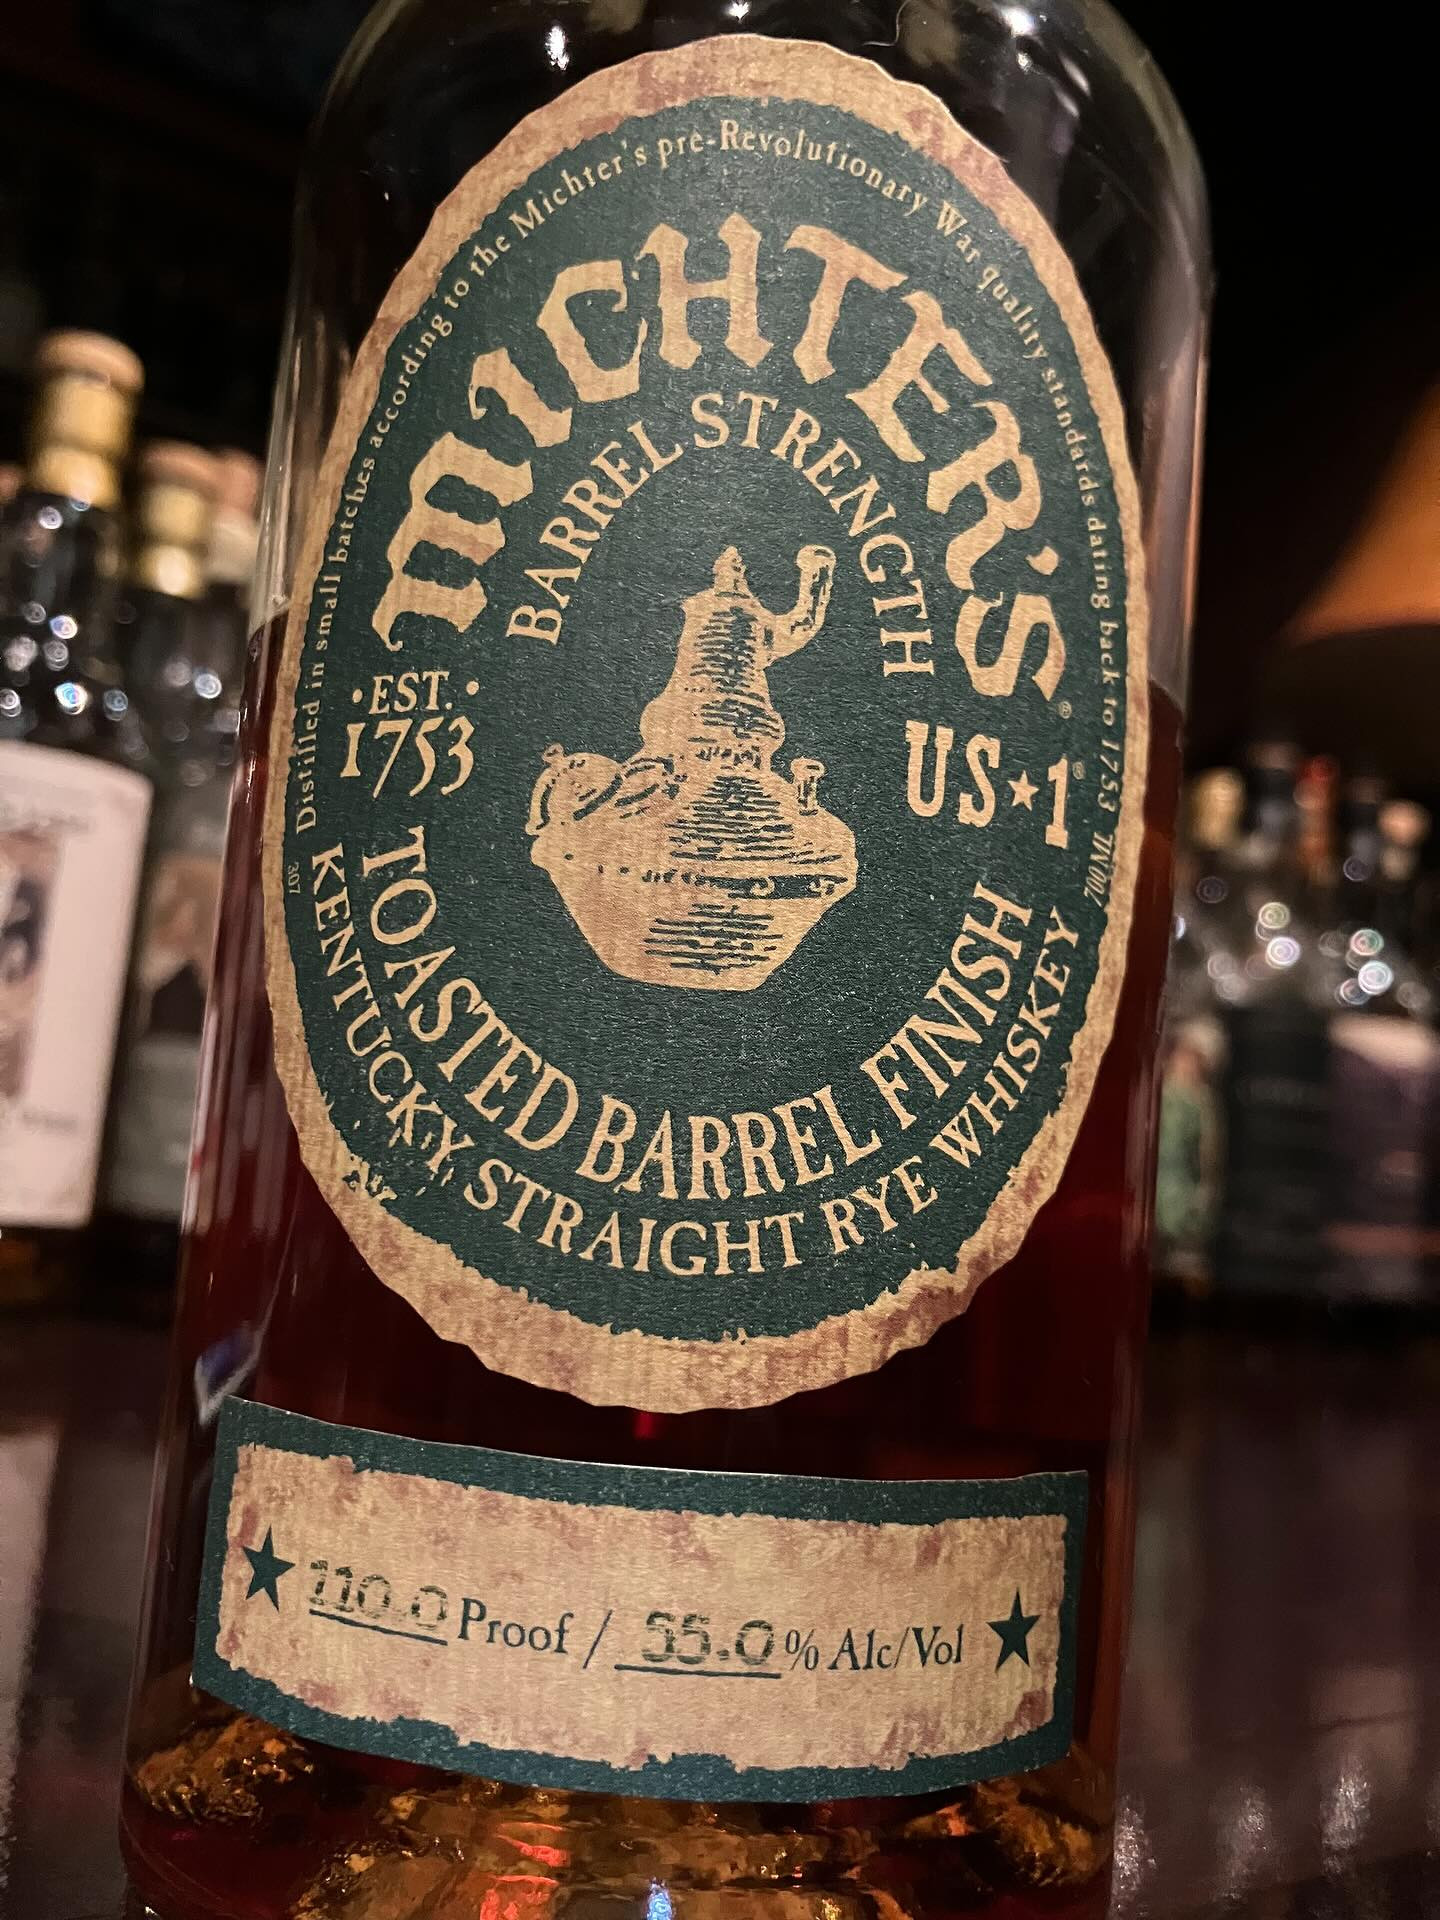 Distilled in small batches according to the Michter's pre-Revolutionary War quality standards dating back to 1753
MICHTER'S®
BARREL STRENGTH
·EST.·
1753
US★1®
TOASTED BARREL FINISH
KENTUCKY STRAIGHT RYE WHISKEY
307
★ 110.0 Proof / 55.0 % Alc/Vol ★